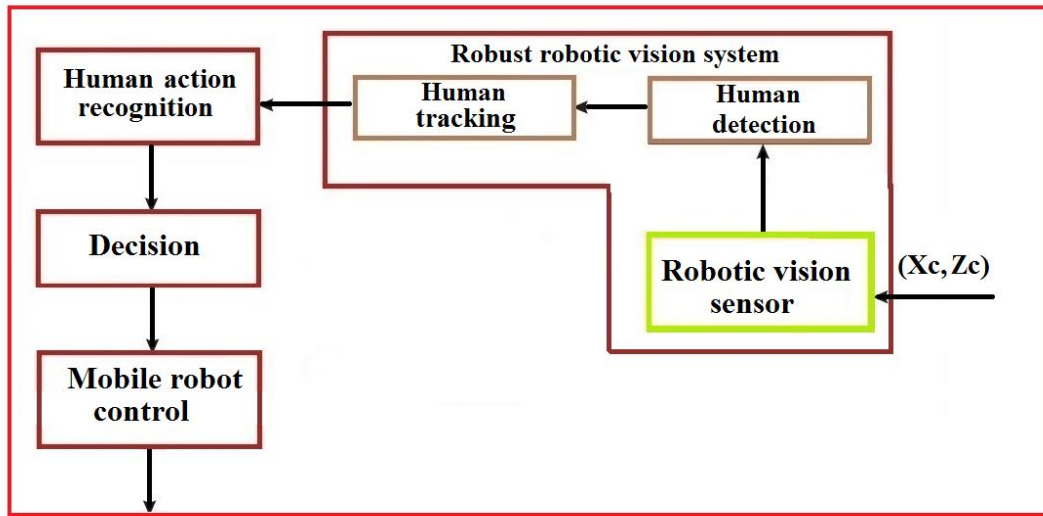 Robust robotic vision system
Human action
recognition
Human
tracking
Human
detection
Decision
Robotic vision
sensor
(Xc, Zc)
Mobile robot
control